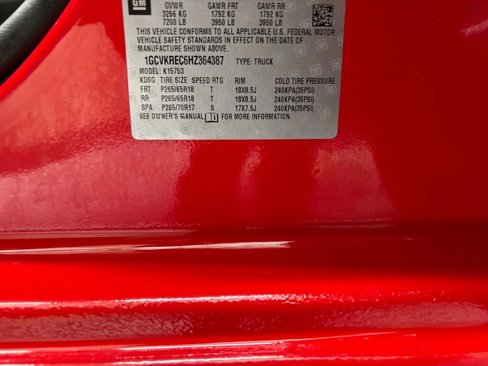 GM
GVWR GAWR FRT GAWR RR
3266 KG 1792 KG 1792 KG
7200 LB 3950 LB 3950 LB
THIS VEHICLE CONFORMS TO ALL APPLICABLE U.S. FEDERAL MOTOR
VEHICLE SAFETY STANDARDS IN EFFECT ON THE DATE OF
MANUFACTURE SHOWN ABOVE.
1GCVKREC6HZ364387 TYPE: TRUCK
MODEL: K15753
KDSG TIRE SIZE SPEED RTG RIM COLD TIRE PRESSURE
FRT P265/65R18 T 18X8.5J 240KPA(35PSI)
RR P265/65R18 T 18X8.5J 240KPA(35PSI)
SPA P265/70R17 S 17X7.5J 240KPA(35PSI)
SEE OWNER'S MANUAL FOR MORE INFORMATION.